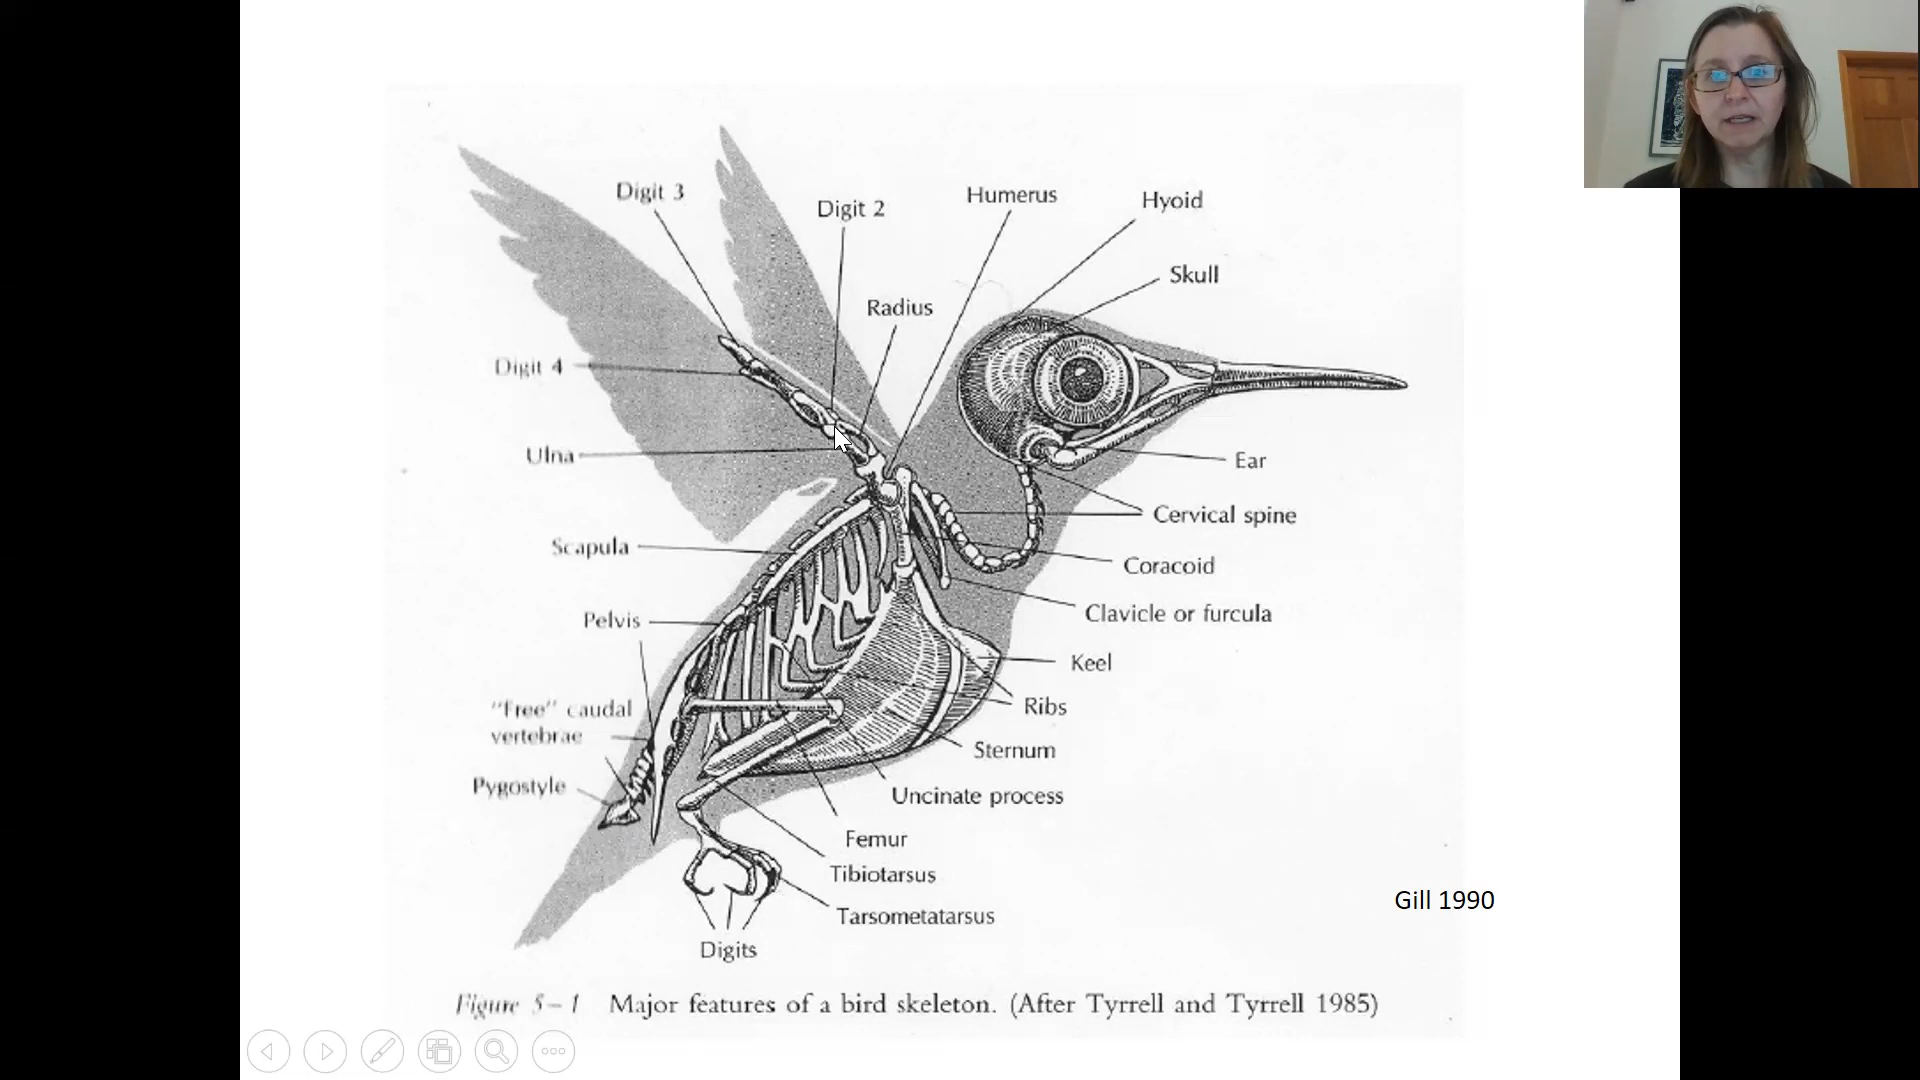 Digit 3
Digit 2
Humerus
Hyoid
Skull
Radius
Digit 4
Ulna
Ear
Cervical spine
Scapula
Coracoid
Clavicle or furcula
Pelvis
Keel
"Free" caudal
vertebrae
Ribs
Sternum
Pygostyle
Uncinate process
Femur
Tibiotarsus
Tarsometatarsus
Digits
Gill 1990
Figure 5–1 Major features of a bird skeleton. (After Tyrrell and Tyrrell 1985)